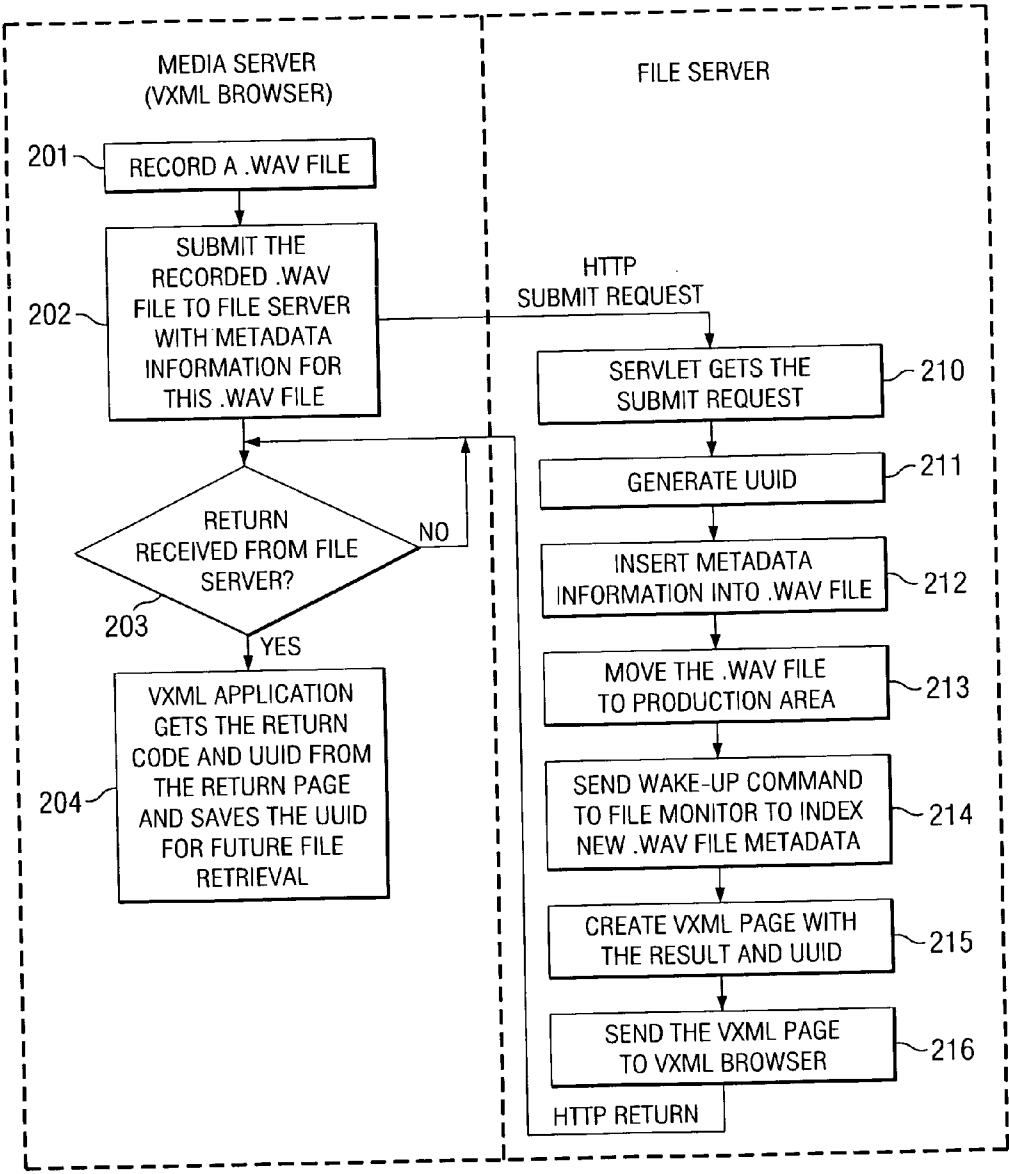 MEDIA SERVER
(VXML BROWSER)
FILE SERVER
201
RECORD A .WAV FILE
202
SUBMIT THE
RECORDED .WAV
FILE TO FILE SERVER
WITH METADATA
INFORMATION FOR
THIS .WAV FILE
HTTP
SUBMIT REQUEST
SERVLET GETS THE
SUBMIT REQUEST
210
GENERATE UUID
211
RETURN
RECEIVED FROM FILE
SERVER?
NO
203
YES
INSERT METADATA
INFORMATION INTO .WAV FILE
212
MOVE THE .WAV FILE
TO PRODUCTION AREA
213
204
VXML APPLICATION
GETS THE RETURN
CODE AND UUID FROM
THE RETURN PAGE
AND SAVES THE UUID
FOR FUTURE FILE
RETRIEVAL
SEND WAKE-UP COMMAND
TO FILE MONITOR TO INDEX
NEW .WAV FILE METADATA
214
CREATE VXML PAGE WITH
THE RESULT AND UUID
215
SEND THE VXML PAGE
TO VXML BROWSER
216
HTTP RETURN